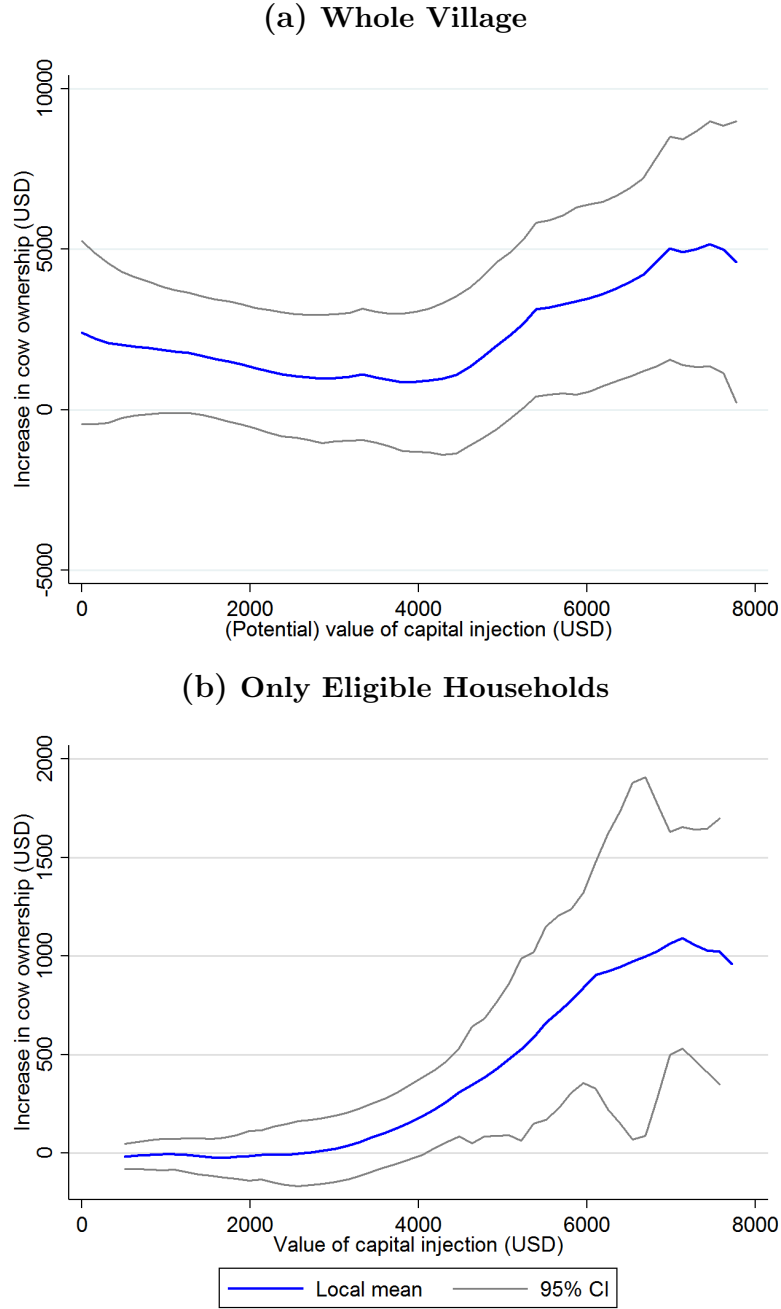 (a) Whole Village
Increase in cow ownership (USD)
10000
5000
0
-5000
0 2000 4000 6000 8000
(Potential) value of capital injection (USD)
(b) Only Eligible Households
Increase in cow ownership (USD)
2000
1500
1000
500
0
0 2000 4000 6000 8000
Value of capital injection (USD)
Local mean 95% CI